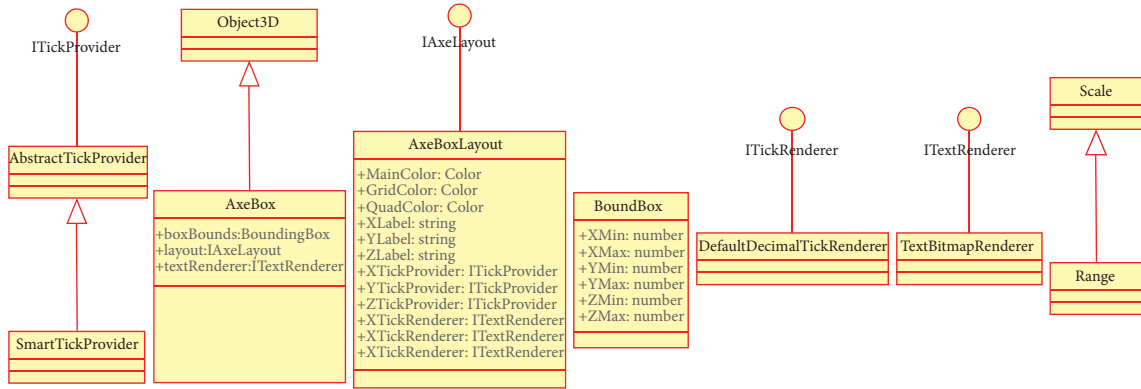 ITickProvider
AbstractTickProvider
SmartTickProvider
Object3D
AxeBox
+boxBounds:BoundingBox
+layout:IAxeLayout
+textRenderer:ITextRenderer
IAxeLayout
AxeBoxLayout
+MainColor: Color
+GridColor: Color
+QuadColor: Color
+XLabel: string
+YLabel: string
+ZLabel: string
+XTickProvider: ITickProvider
+YTickProvider: ITickProvider
+ZTickProvider: ITickProvider
+XTickRenderer: ITextRenderer
+XTickRenderer: ITextRenderer
+XTickRenderer: ITextRenderer
BoundBox
+XMin: number
+XMax: number
+YMin: number
+YMax: number
+ZMin: number
+ZMax: number
ITickRenderer
DefaultDecimalTickRenderer
ITextRenderer
TextBitmapRenderer
Scale
Range